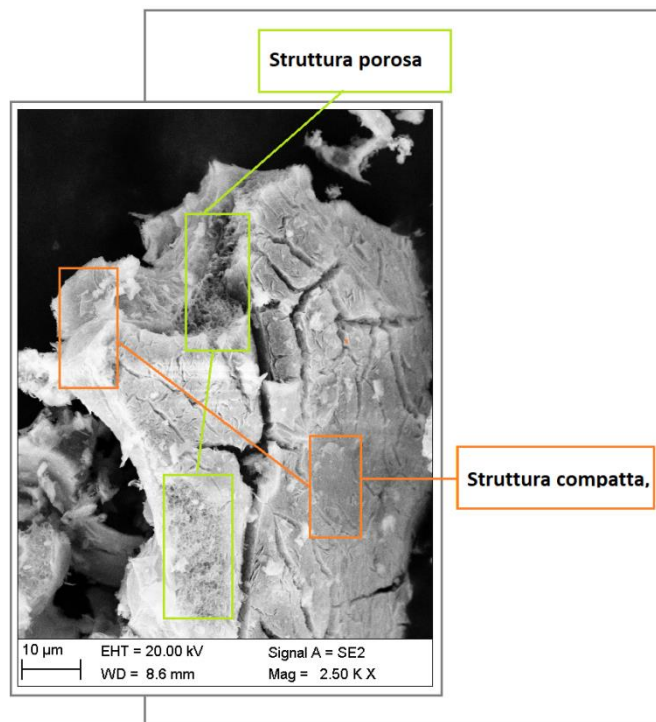 Struttura porosa
Struttura compatta,
10 µm
EHT = 20.00 kV
Signal A = SE2
WD = 8.6 mm
Mag = 2.50 K X